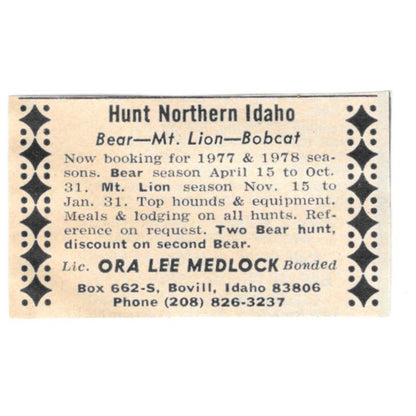 Hunt Northern Idaho
Bear—Mt. Lion—Bobcat
Now booking for 1977 & 1978 sea-
sons. Bear season April 15 to Oct.
31. Mt. Lion season Nov. 15 to
Jan. 31. Top hounds & equipment.
Meals & lodging on all hunts. Ref-
erence on request. Two Bear hunt,
discount on second Bear.
Lic. ORA LEE MEDLOCK Bonded
Box 662-S, Bovill, Idaho 83806
Phone (208) 826-3237